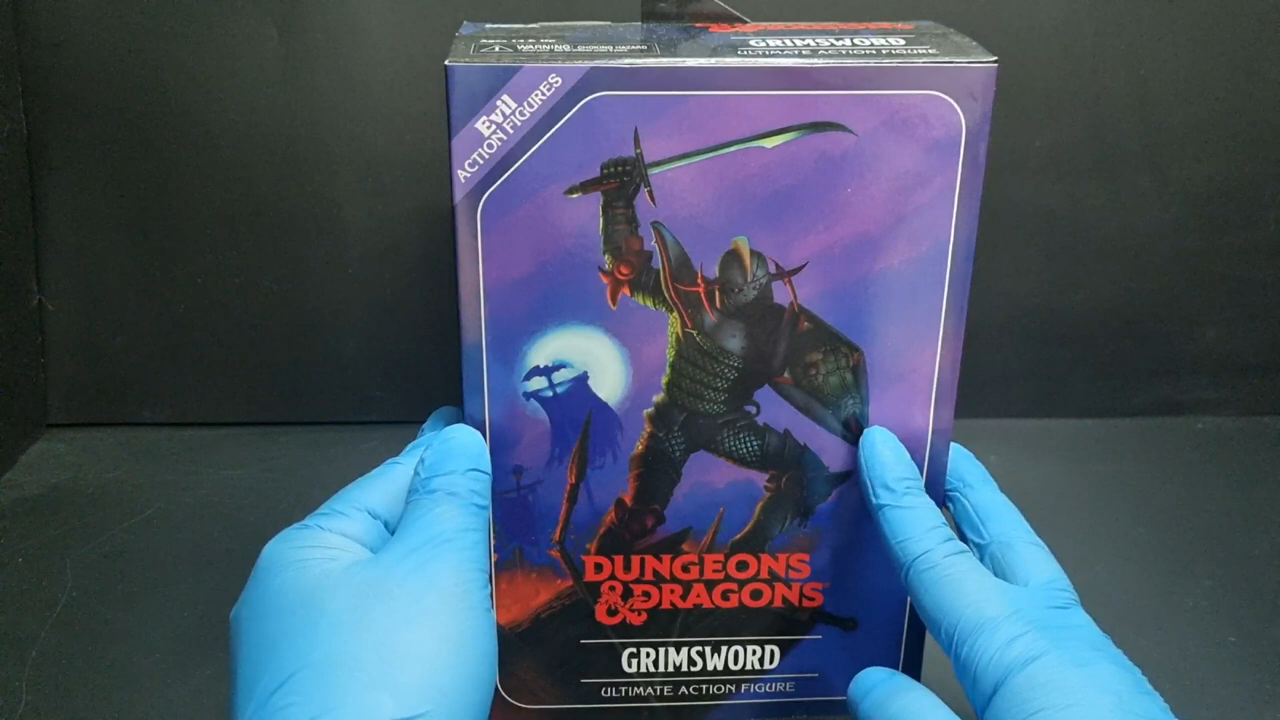 WARNING: CHOKING HAZARD
GRIMSWORD
ULTIMATE ACTION FIGURE
Evil
ACTION FIGURES
DUNGEONS
& DRAGONS
GRIMSWORD
ULTIMATE ACTION FIGURE